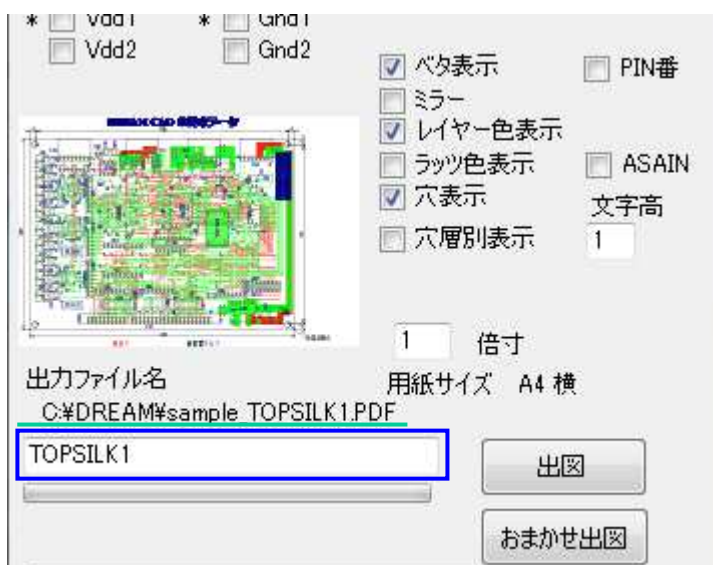 * Vdd1 * Gnd1
Vdd2 Gnd2
ベタ表示 PIN番
ミラー
レイヤー色表示
ラッツ色表示 ASAIN
穴表示 文字高
穴層別表示 1
1 倍寸
出力ファイル名 用紙サイズ A4 横
C:¥DREAM¥sample_TOPSILK1.PDF
TOPSILK1
出図
おまかせ出図